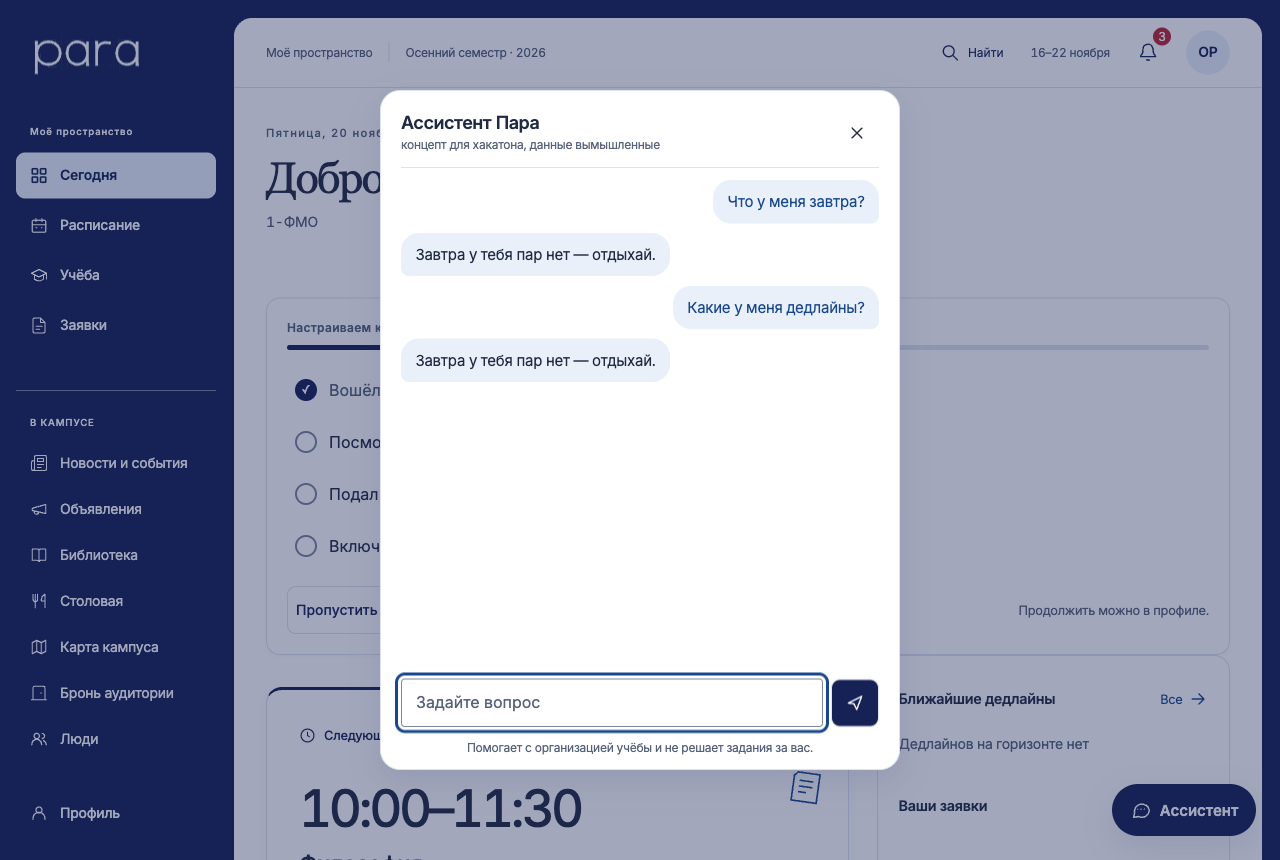 para
Моё пространство
Сегодня
Расписание
Учёба
Заявки
В КАМПУСЕ
Новости и события
Объявления
Библиотека
Столовая
Карта кампуса
Бронь аудитории
Люди
Профиль
Моё пространство
Осенний семестр · 2026
Найти
16–22 ноября
3
OP
Пятница, 20 нояб
Добро
1-ФМО
Настраиваем к
Вошёл
Посмо
Подал
Включ
Пропустить
Продолжить можно в профиле.
Следующ
10:00–11:30
Ближайшие дедлайны
Все
Дедлайнов на горизонте нет
Ваши заявки
Ассистент
Ассистент Пара
концепт для хакатона, данные вымышленные
Что у меня завтра?
Завтра у тебя пар нет — отдыхай.
Какие у меня дедлайны?
Завтра у тебя пар нет — отдыхай.
Задайте вопрос
Помогает с организацией учёбы и не решает задания за вас.